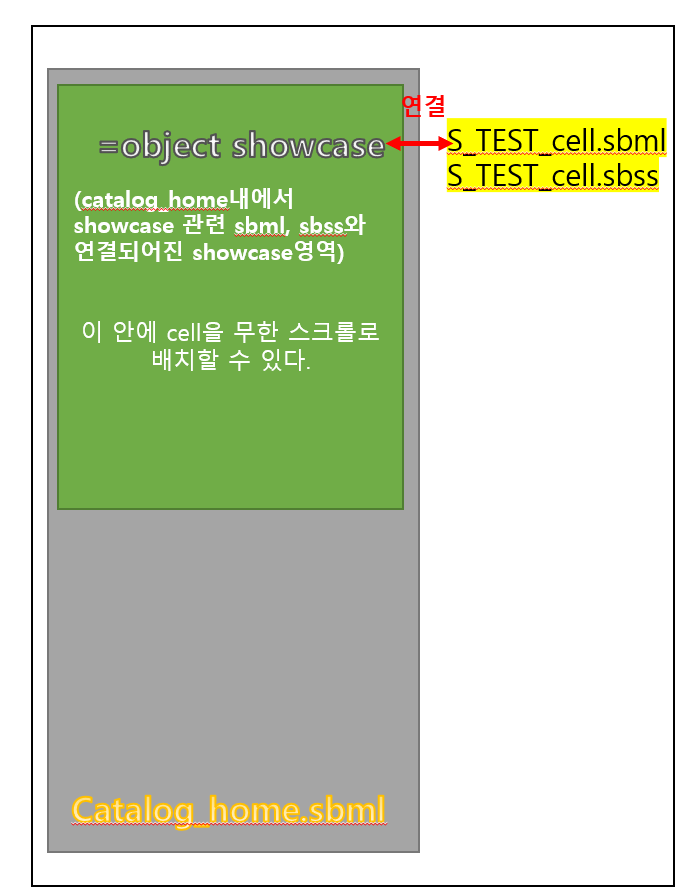 연결
=object showcase
S_TEST_cell.sbml
S_TEST_cell.sbss
(catalog_home내에서
showcase 관련 sbml, sbss와
연결되어진 showcase영역)
이 안에 cell을 무한 스크롤로
배치할 수 있다.
Catalog_home.sbml